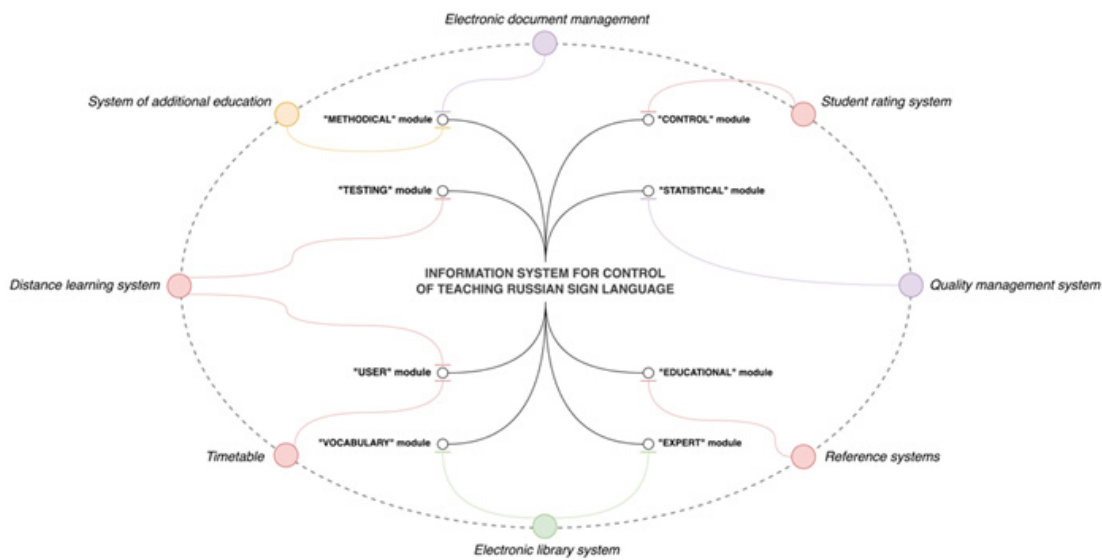 Electronic document management
System of additional education
Student rating system
"METHODICAL" module
"CONTROL" module
"TESTING" module
"STATISTICAL" module
INFORMATION SYSTEM FOR CONTROL
OF TEACHING RUSSIAN SIGN LANGUAGE
Distance learning system
Quality management system
"USER" module
"EDUCATIONAL" module
"VOCABULARY" module
"EXPERT" module
Timetable
Reference systems
Electronic library system